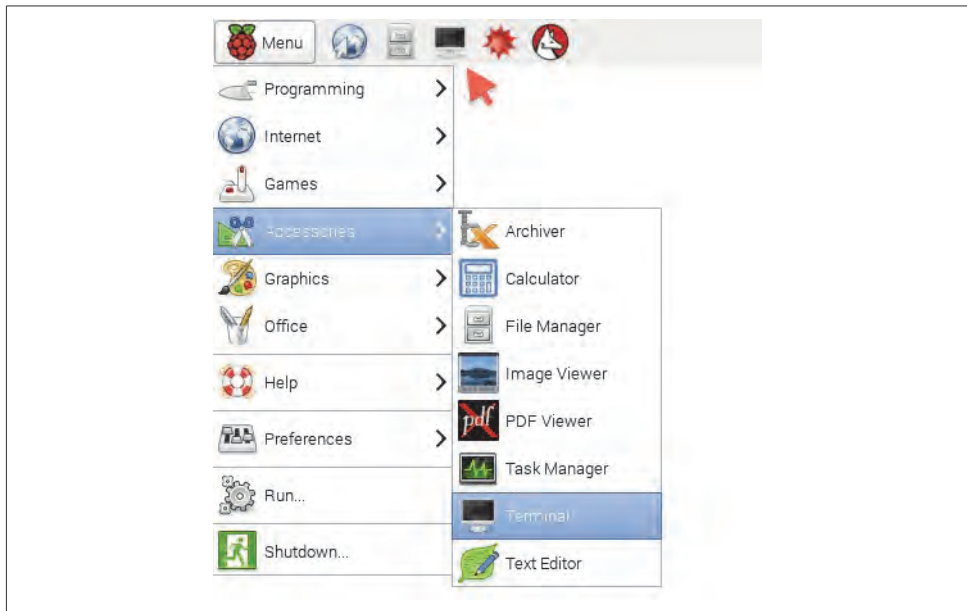 Menu
Programming
Internet
Games
Accessories
Graphics
Office
Help
Preferences
Run...
Shutdown...
Archiver
Calculator
File Manager
Image Viewer
pdf
PDF Viewer
Task Manager
Terminal
Text Editor